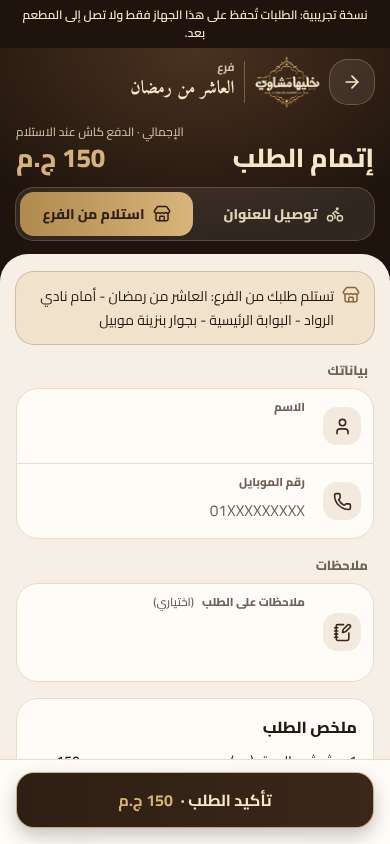 نسخة تجريبية: الطلبات تُحفظ على هذا الجهاز فقط ولا تصل إلى المطعم
بعد.
خليها مشاوي
فرع
العاشر من رمضان
الإجمالي · الدفع كاش عند الاستلام
إتمام الطلب
150 ج.م
توصيل للعنوان
استلام من الفرع
تستلم طلبك من الفرع: العاشر من رمضان - أمام نادي
الرواد - البوابة الرئيسية - بجوار بنزينة موبيل
بياناتك
الاسم
رقم الموبايل
01XXXXXXXXX
ملاحظات
ملاحظات على الطلب (اختياري)
ملخص الطلب
تأكيد الطلب · 150 ج.م